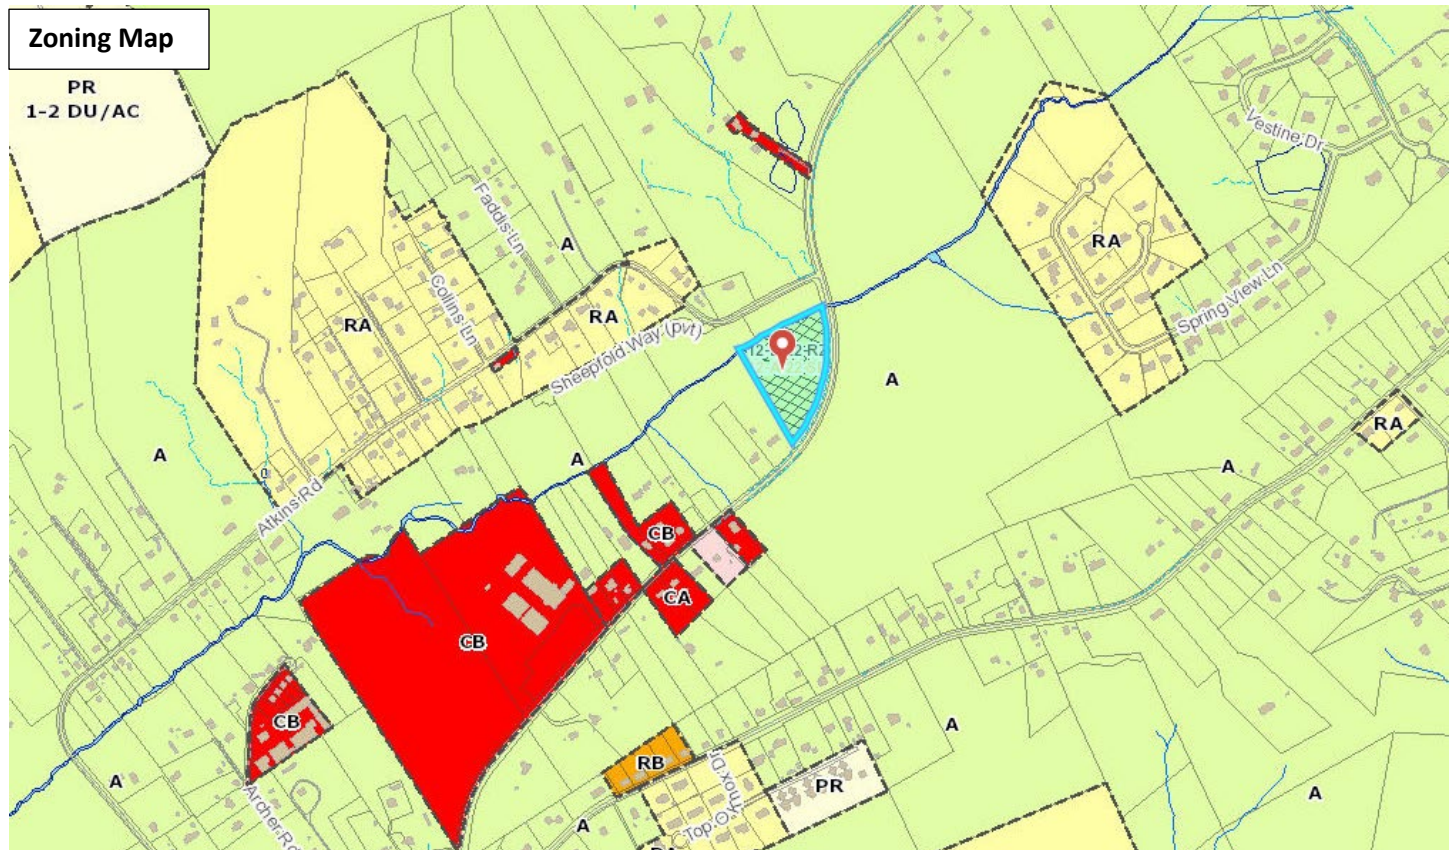 Zoning Map
PR
1-2 DU/AC
Vestine Dr
Faddis Ln
A
RA
Collins Ln
RA
RA
Spring View Ln
Sheepfold Way (pvt)
A
RA
A
A
A
Atkins Rd
CB
CA
CB
CB
A
RB
Knox Dr
PR
A
A
Archer Rd
A
Top O